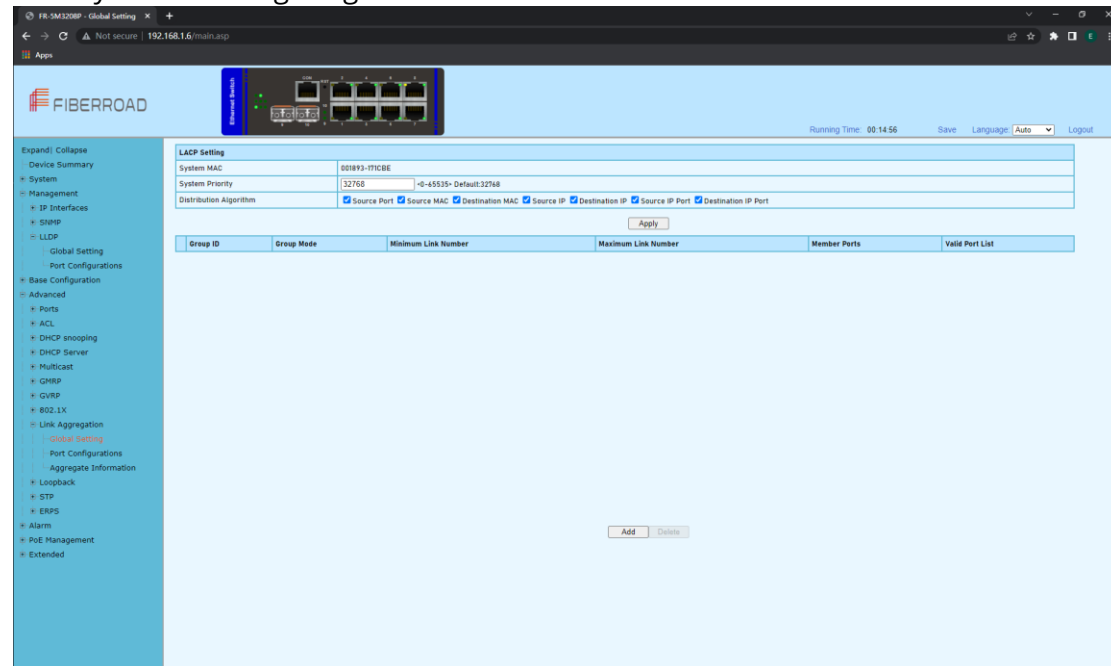 FR-5M3208P - Global Setting
Not secure | 192.168.1.6/main.asp
Apps
FIBERROAD
Ethernet Switch
Running Time: 00:14:56 Save Language: Auto Logout
Expand| Collapse
Device Summary
System
Management
IP Interfaces
SNMP
LLDP
Global Setting
Port Configurations
Base Configuration
Advanced
Ports
ACL
DHCP snooping
DHCP Server
Multicast
GMRP
GVRP
802.1X
Link Aggregation
Global Setting
Port Configurations
Aggregate Information
Loopback
STP
ERPS
Alarm
PoE Management
Extended
LACP Setting
System MAC 001893-171CBE
System Priority 32768 <0-65535> Default:32768
Distribution Algorithm Source Port Source MAC Destination MAC Source IP Destination IP Source IP Port Destination IP Port
Apply
Group ID Group Mode Minimum Link Number Maximum Link Number Member Ports Valid Port List
Add Delete